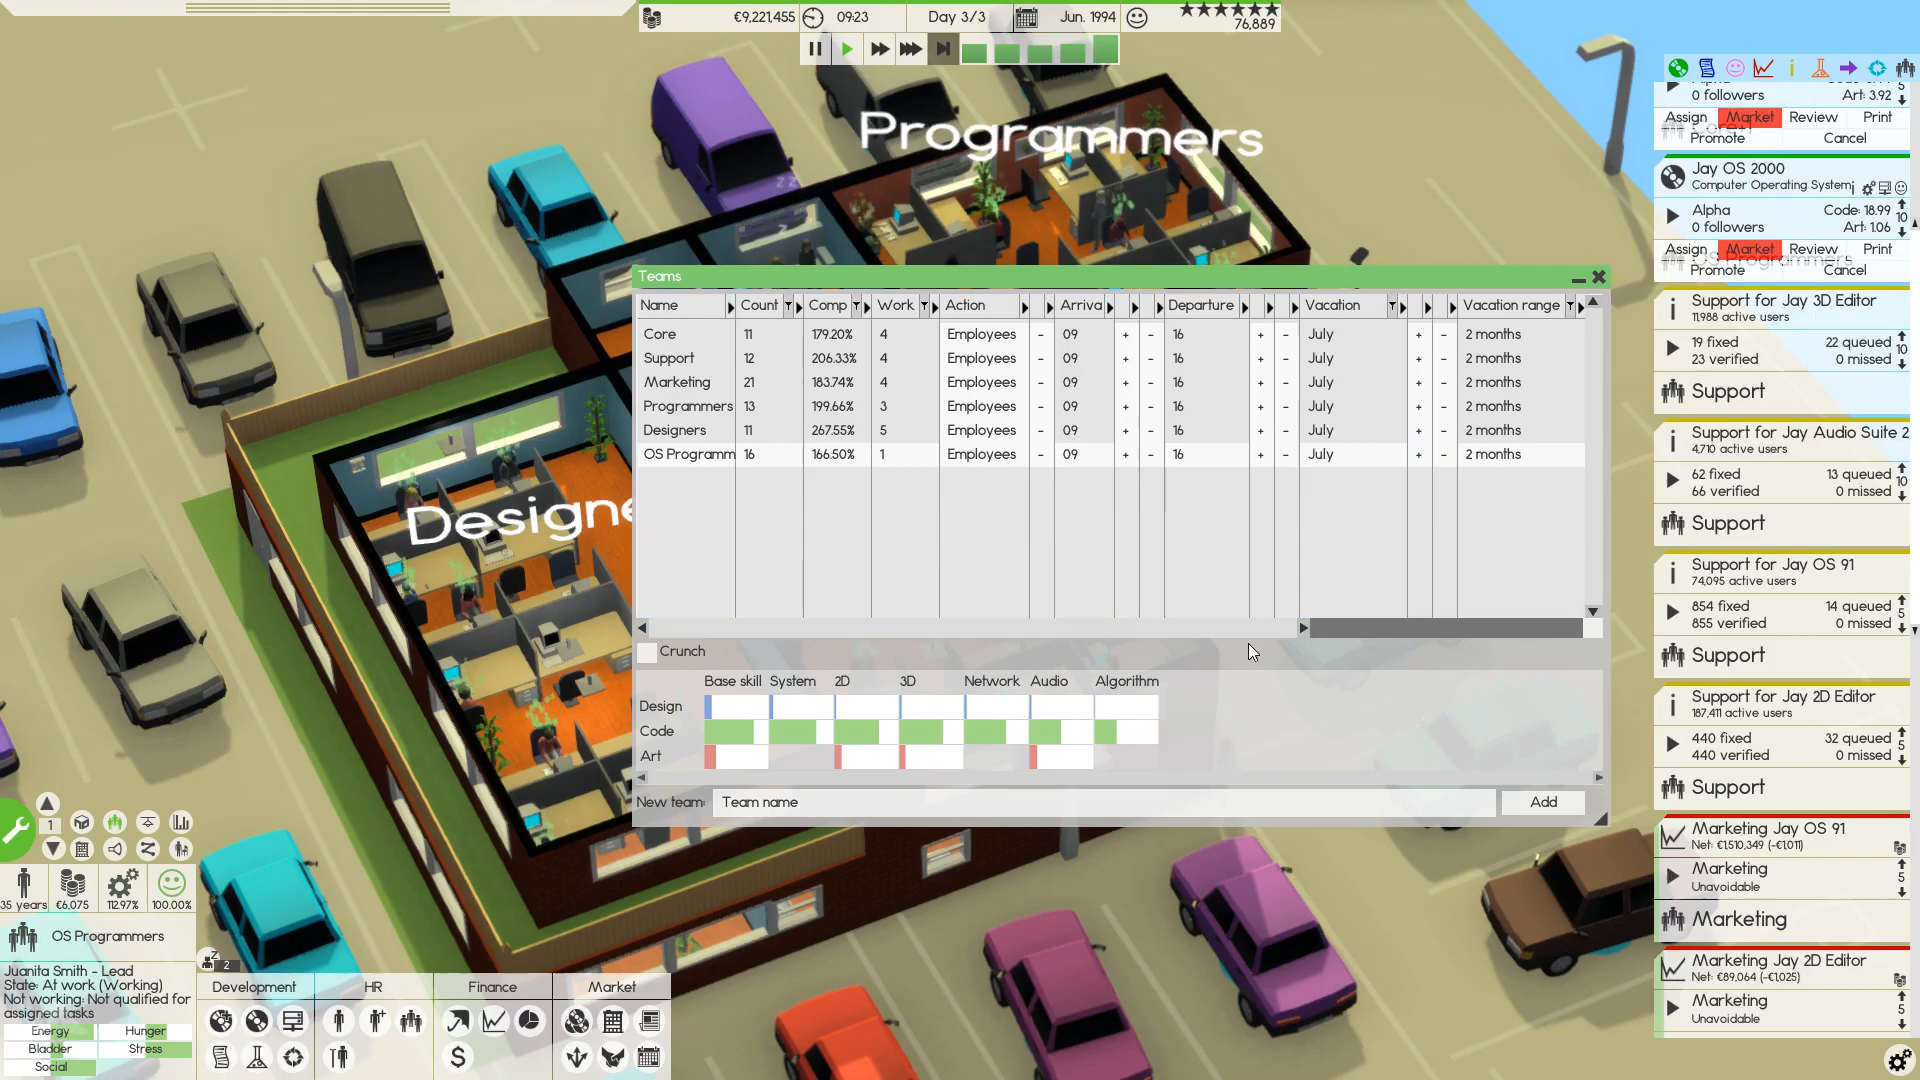 €9,221,455 09:23 Day 3/3 Jun. 1994 76,889
Programmers
Designe
Teams
Name Count Comp Work Action Arriva Departure Vacation Vacation range
Core 11 179.20% 4 Employees - 09 + - 16 + - July + - 2 months
Support 12 206.33% 4 Employees - 09 + - 16 + - July + - 2 months
Marketing 21 183.74% 4 Employees - 09 + - 16 + - July + - 2 months
Programmers 13 199.66% 3 Employees - 09 + - 16 + - July + - 2 months
Designers 11 267.55% 5 Employees - 09 + - 16 + - July + - 2 months
OS Programm 16 166.50% 1 Employees - 09 + - 16 + - July + - 2 months
Crunch
Base skill System 2D 3D Network Audio Algorithm
Design
Code
Art
New team: Team name Add
0 followers Art: 3.92 5
Assign Market Review Print
Promote Cancel
Jay OS 2000
Computer Operating System
Alpha Code: 18.99
0 followers Art: 1.06 10
Assign Market Review Print
OS Programmers
Promote Cancel
Support for Jay 3D Editor
11,988 active users
19 fixed 22 queued
23 verified 0 missed 10
Support
Support for Jay Audio Suite 2
4,710 active users
62 fixed 13 queued
66 verified 0 missed 10
Support
Support for Jay OS 91
74,095 active users
854 fixed 14 queued
855 verified 0 missed 5
Support
Support for Jay 2D Editor
187,411 active users
440 fixed 32 queued
440 verified 0 missed 5
Support
Marketing Jay OS 91
Net: €1,510,349 (-€1,011)
Marketing
Unavoidable 5
Marketing
Marketing Jay 2D Editor
Net: €89,064 (-€1025)
Marketing
Unavoidable 5
1
35 years €6,075 112.97% 100.00%
OS Programmers
Juanita Smith - Lead
State: At work (Working)
Not working: Not qualified for
assigned tasks
Energy Hunger
Bladder Stress
Social
2
Development HR Finance Market